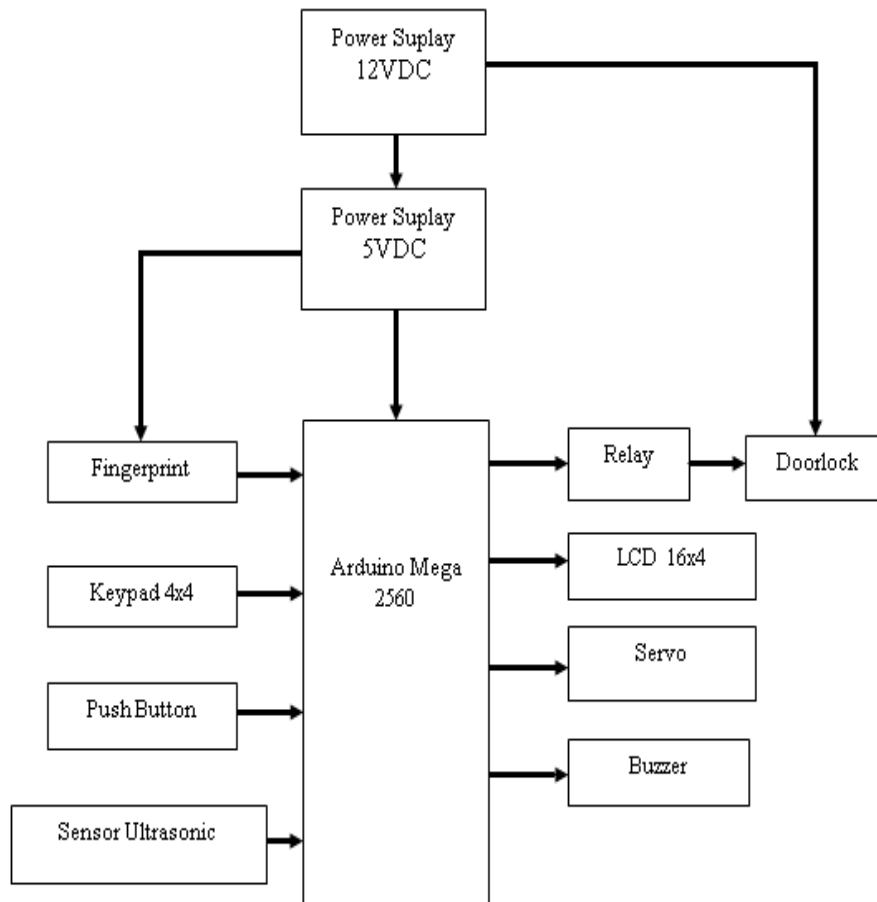 Power Suplay
12VDC
Power Suplay
5VDC
Fingerprint
Relay
Doorlock
Keypad 4x4
Arduino Mega
2560
LCD 16x4
Push Button
Servo
Sensor Ultrasonic
Buzzer